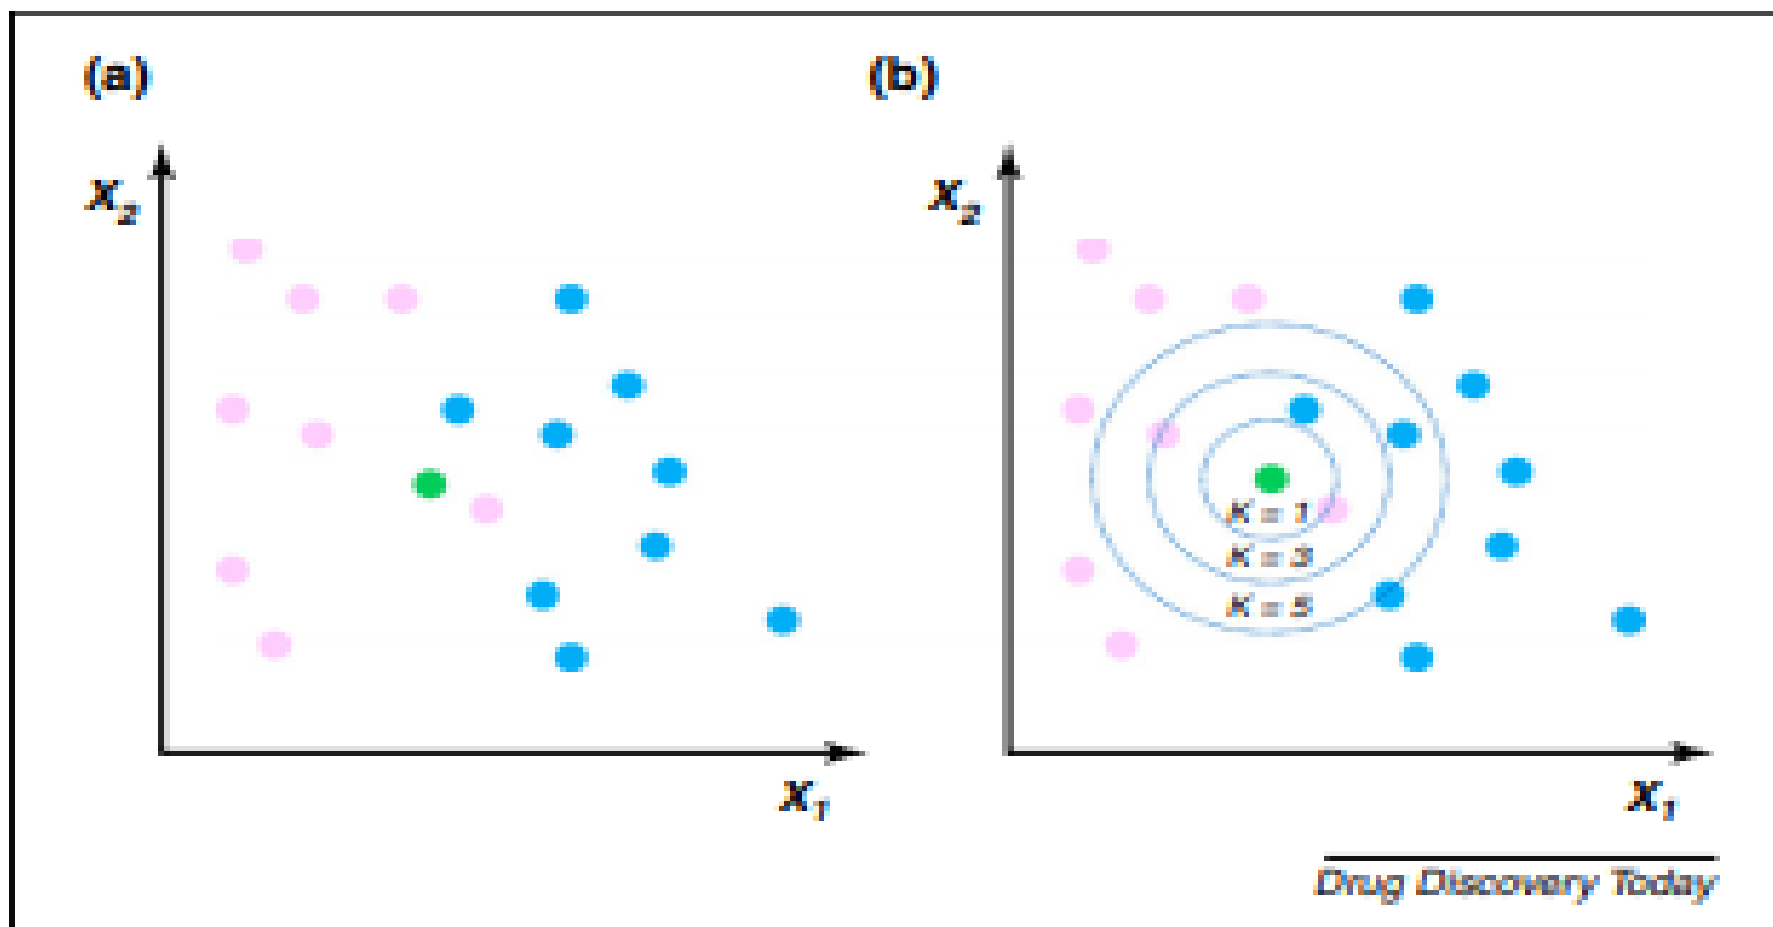 (a)
X2
X1
(b)
X2
K = 1
K = 3
K = 5
X1
Drug Discovery Today